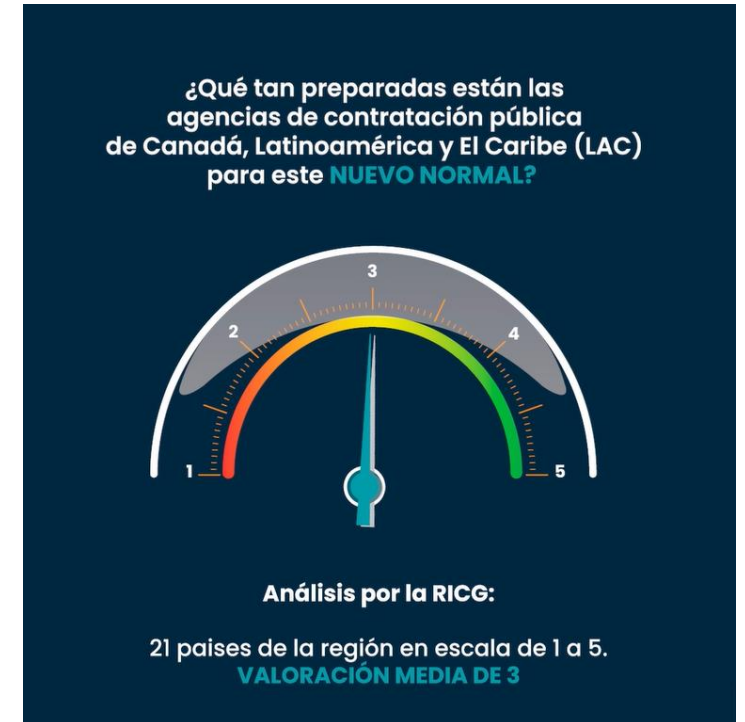 ¿Qué tan preparadas están las
agencias de contratación pública
de Canadá, Latinoamérica y El Caribe (LAC)
para este NUEVO NORMAL?
3
2
4
1
5
Análisis por la RICG:
21 paises de la región en escala de 1 a 5.
VALORACIÓN MEDIA DE 3